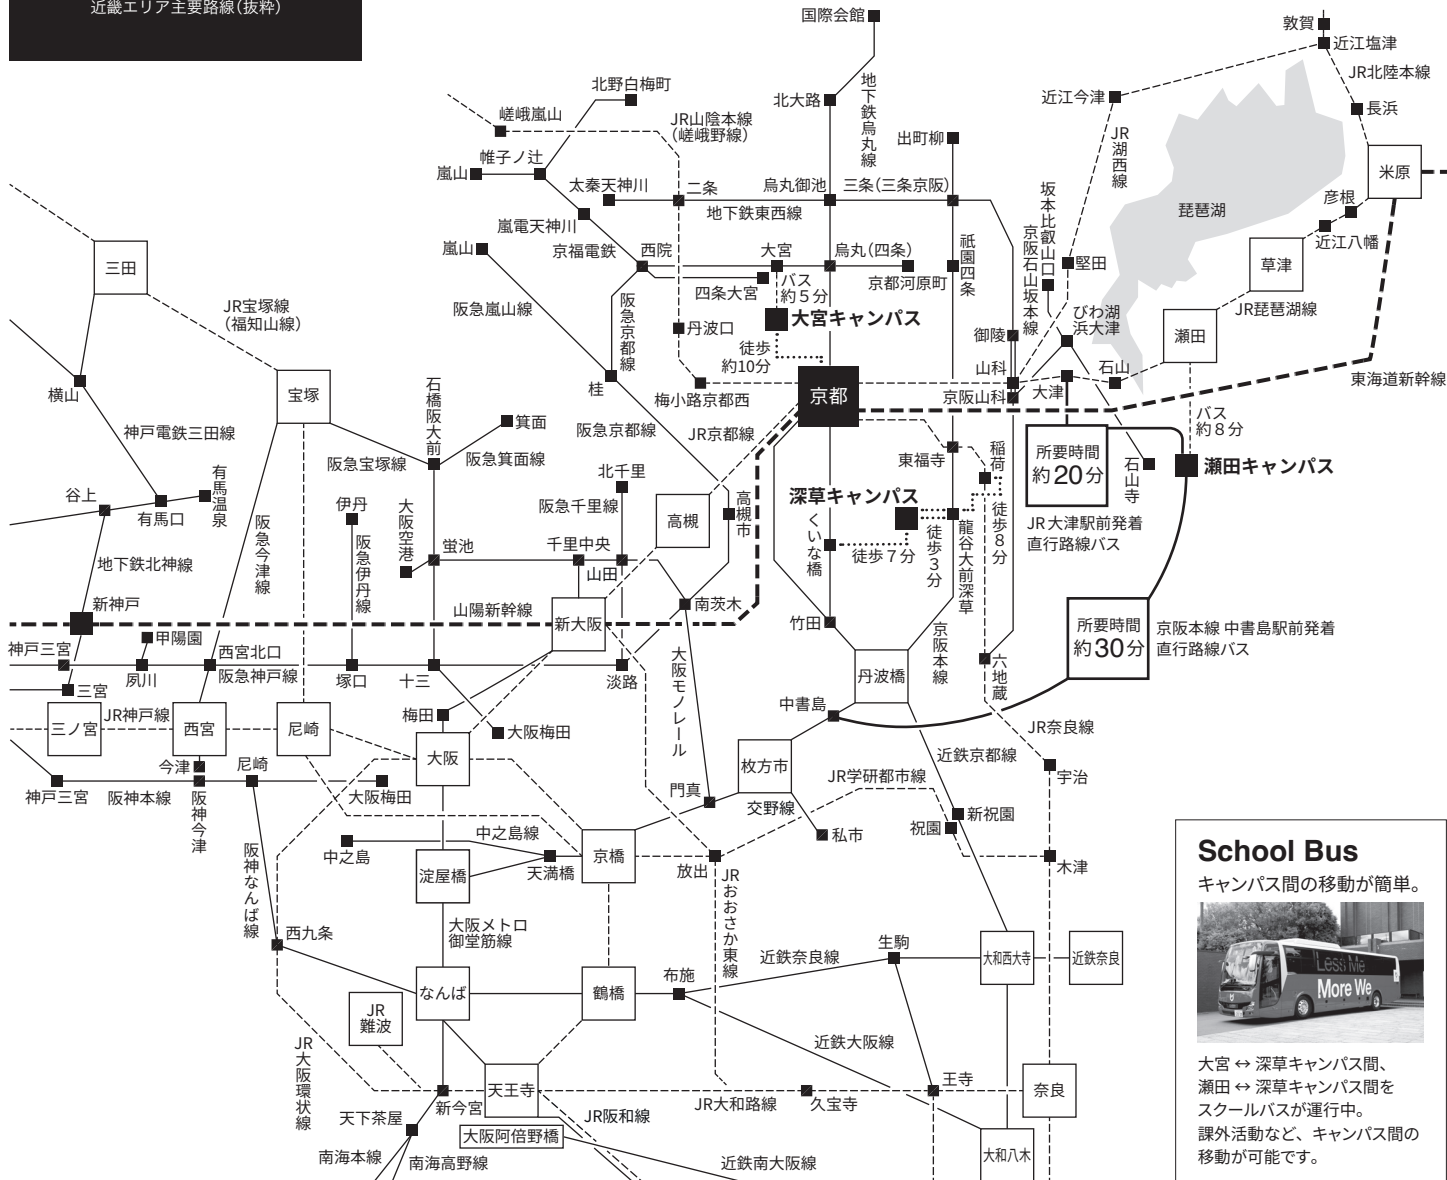 近畿エリア主要路線(抜粋)
国際会館
敦賀
近江塩津
JR北陸本線
北野白梅町
地下鉄烏丸線
北大路
近江今津
長浜
嵯峨嵐山
JR山陰本線
(嵯峨野線)
出町柳
JR湖西線
帷子ノ辻
嵐山
太秦天神川
二条
烏丸御池
三条(三条京阪)
坂本比叡山口
米原
彦根
地下鉄東西線
琵琶湖
嵐電天神川
京福電鉄
西院
大宮
烏丸(四条)
祇園四条
京阪石山坂本線
近江八幡
三田
嵐山
四条大宮
バス
約5分
京都河原町
堅田
草津
JR宝塚線
(福知山線)
阪急嵐山線
阪急京都線
丹波口
大宮キャンパス
びわ湖
浜大津
JR琵琶湖線
御陵
瀬田
徒歩
約10分
山科
石山
横山
宝塚
石橋阪大前
桂
梅小路京都西
京都
京阪山科
大津
東海道新幹線
箕面
バス
約8分
神戸電鉄三田線
阪急京都線
JR京都線
阪急宝塚線
阪急箕面線
東福寺
稲荷
所要時間
約20分
石山寺
瀬田キャンパス
北千里
谷上
有馬口
有馬温泉
阪急今津線
伊丹
大阪空港
阪急千里線
高槻
高槻市
深草キャンパス
くいな橋
徒歩7分
徒歩3分
龍谷大前深草
徒歩8分
JR大津駅前発着
直行路線バス
阪急伊丹線
蛍池
千里中央
山田
地下鉄北神線
新神戸
山陽新幹線
新大阪
南茨木
竹田
所要時間
約30分
京阪本線 中書島駅前発着
直行路線バス
甲陽園
神戸三宮
夙川
西宮北口
阪急神戸線
塚口
十三
淡路
大阪モノレール
丹波橋
京阪本線
六地蔵
三宮
三ノ宮
JR神戸線
西宮
尼崎
梅田
大阪梅田
中書島
JR奈良線
大阪
近鉄京都線
枚方市
今津
尼崎
神戸三宮
阪神本線
阪神今津
大阪梅田
門真
交野線
JR学研都市線
宇治
私市
祝園
新祝園
中之島線
中之島
天満橋
京橋
放出
木津
淀屋橋
阪神なんば線
JRおおさか東線
大阪メトロ
御堂筋線
西九条
近鉄奈良線
生駒
大和西大寺
近鉄奈良
なんば
鶴橋
布施
JR
難波
近鉄大阪線
JR大阪環状線
天王寺
王寺
奈良
新今宮
JR大和路線
久宝寺
天下茶屋
JR阪和線
大阪阿倍野橋
南海本線
南海高野線
近鉄南大阪線
大和八木
School Bus
キャンパス間の移動が簡単。
Less Me
More We
大宮 ↔ 深草キャンパス間、
瀬田 ↔ 深草キャンパス間を
スクールバスが運行中。
課外活動など、キャンパス間の
移動が可能です。